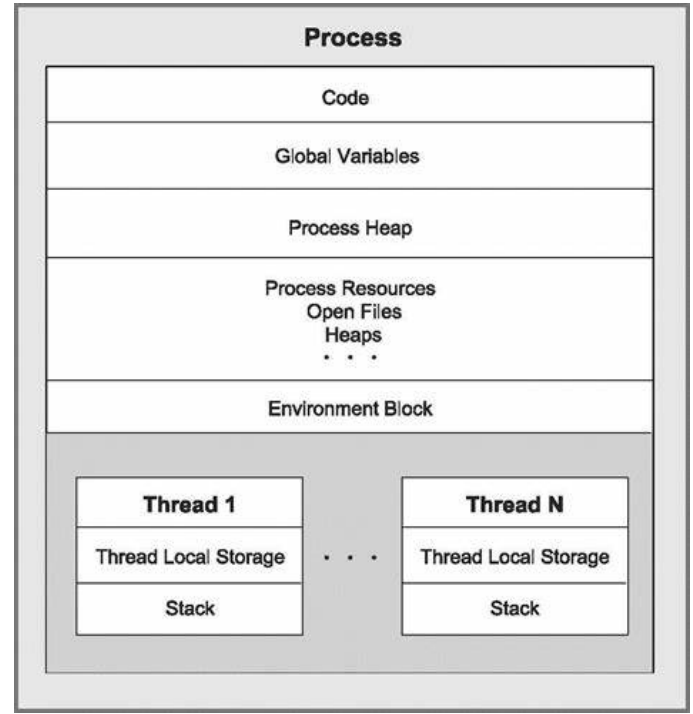 Process
Code
Global Variables
Process Heap
Process Resources
Open Files
Heaps
. . .
Environment Block
Thread 1
Thread Local Storage
Stack
. . .
Thread N
Thread Local Storage
Stack